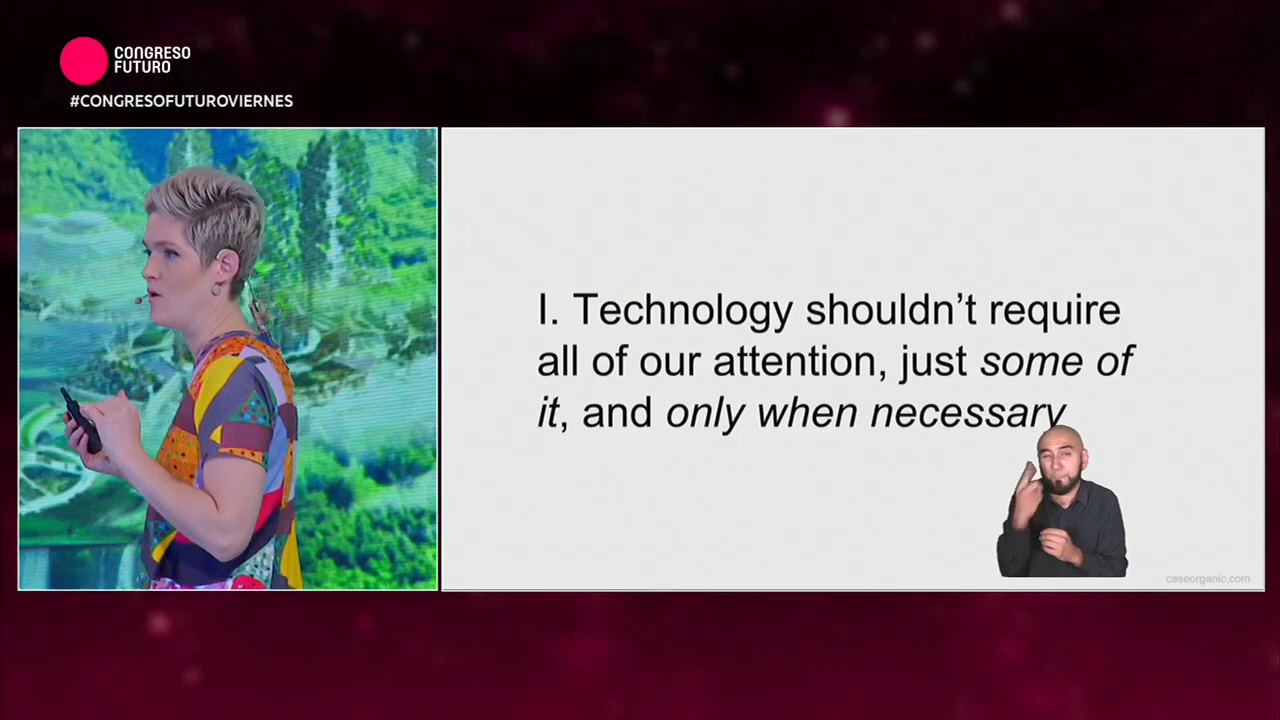 CONGRESO
FUTURO
#CONGRESOFUTUROVIERNES
I. Technology shouldn’t require
all of our attention, just some of
it, and only when necessary
caseorganic.com